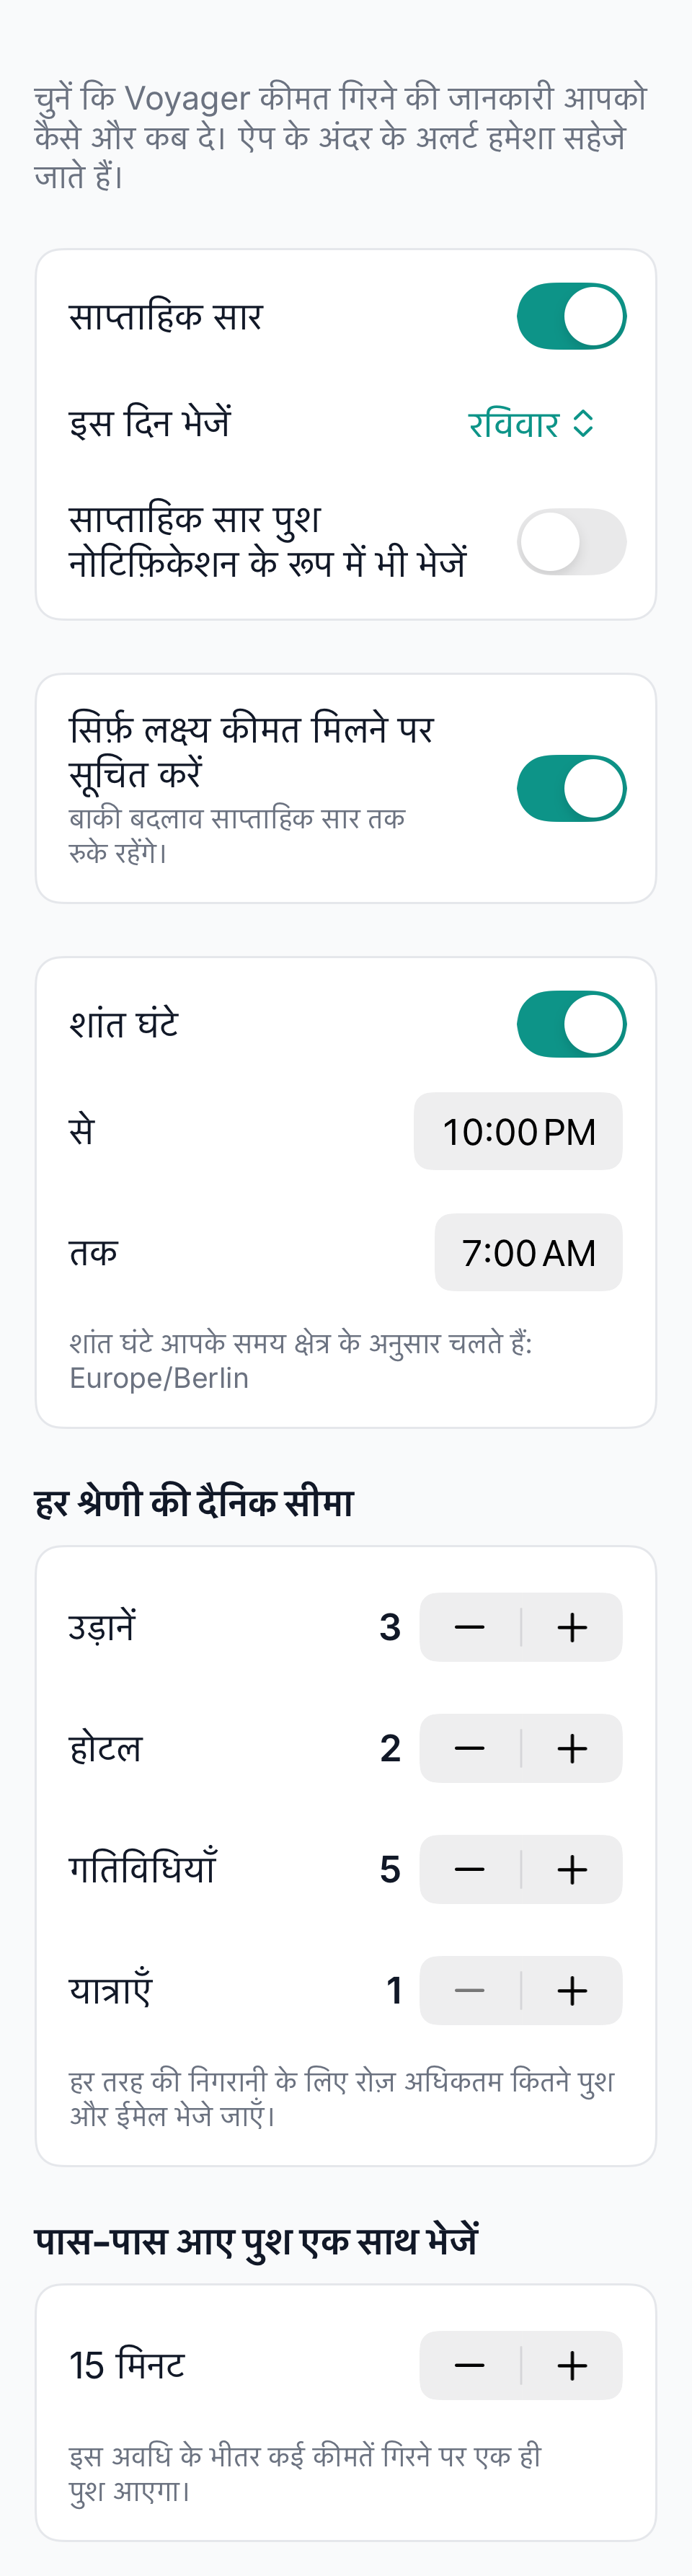 चुनें कि Voyager कीमत गिरने की जानकारी आपको
कैसे और कब दे। ऐप के अंदर के अलर्ट हमेशा सहेजे
जाते हैं।
साप्ताहिक सार
इस दिन भेजें
रविवार
साप्ताहिक सार पुश
नोटिफ़िकेशन के रूप में भी भेजें
सिर्फ़ लक्ष्य कीमत मिलने पर
सूचित करें
बाकी बदलाव साप्ताहिक सार तक
रुके रहेंगे।
शांत घंटे
से
10:00 PM
तक
7:00 AM
शांत घंटे आपके समय क्षेत्र के अनुसार चलते हैं:
Europe/Berlin
हर श्रेणी की दैनिक सीमा
उड़ानें 3
होटल 2
गतिविधियाँ 5
यात्राएँ 1
हर तरह की निगरानी के लिए रोज़ अधिकतम कितने पुश
और ईमेल भेजे जाएँ।
पास-पास आए पुश एक साथ भेजें
15 मिनट
इस अवधि के भीतर कई कीमतें गिरने पर एक ही
पुश आएगा।